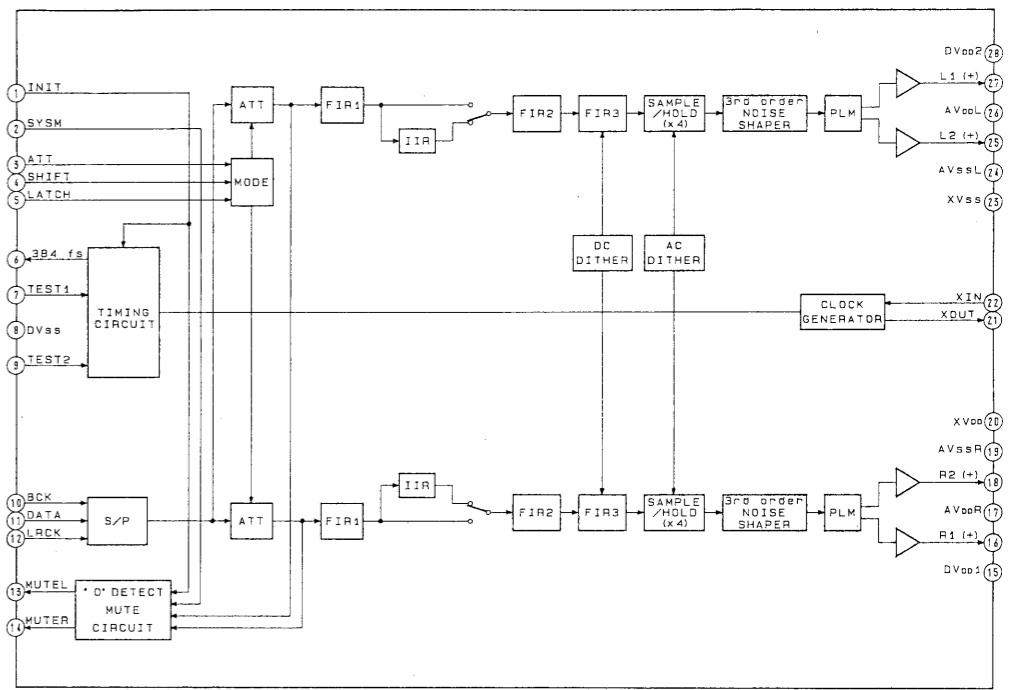 1 INIT
2 SYSM
3 ATT
4 SHIFT
5 LATCH
6 384 fs
7 TEST1
8 DVss
9 TEST2
10 BCK
11 DATA
12 LRCK
13 MUTEL
14 MUTER
ATT
MODE
ATT
TIMING
CIRCUIT
S/P
"0" DETECT
MUTE
CIRCUIT
FIR1
IIR
FIR2
FIR3
SAMPLE
/HOLD
(x4)
3rd order
NOISE
SHAPER
PLM
DC
DITHER
AC
DITHER
CLOCK
GENERATOR
FIR1
IIR
FIR2
FIR3
SAMPLE
/HOLD
(x4)
3rd order
NOISE
SHAPER
PLM
DVDD2 28
L1 (+) 27
AVDDL 26
L2 (+) 25
AVssL 24
XVss 23
XIN 22
XOUT 21
XVDD 20
AVssR 19
R2 (+) 18
AVDDR 17
R1 (+) 16
DVDD1 15